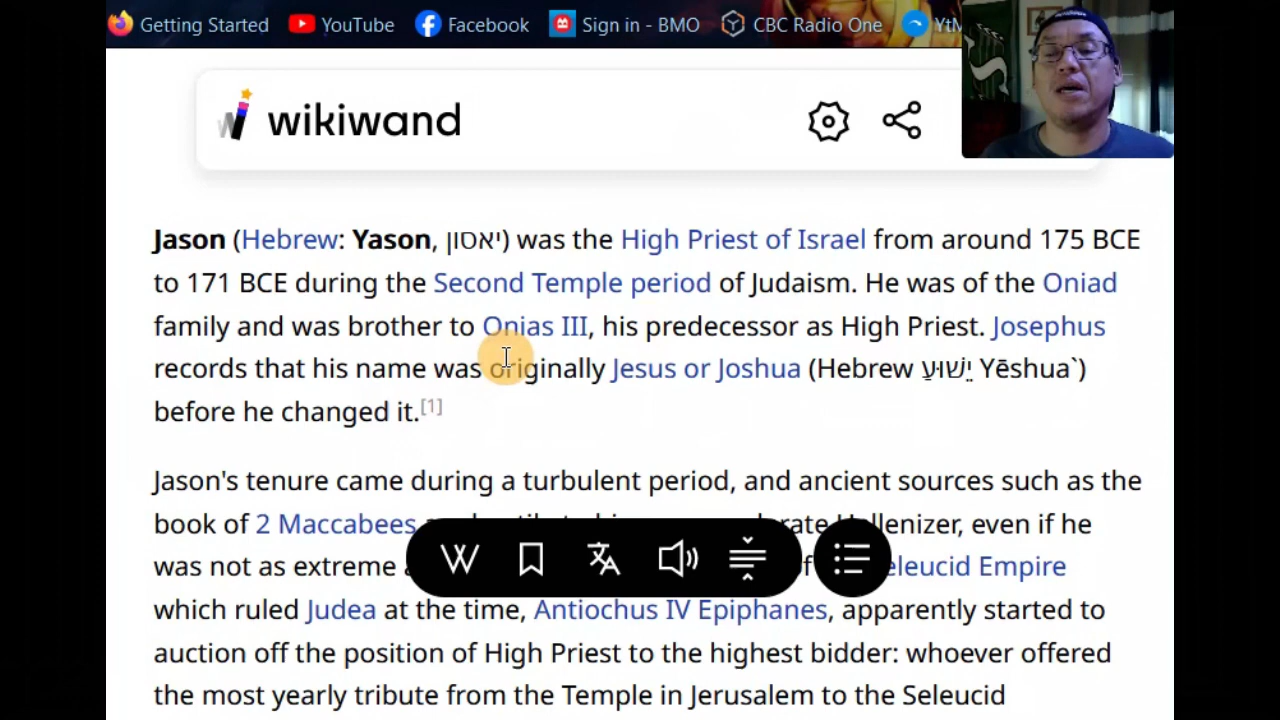 Getting Started YouTube Facebook Sign in - BMO CBC Radio One
wikiwand
Jason (Hebrew: Yason, יאסון) was the High Priest of Israel from around 175 BCE
to 171 BCE during the Second Temple period of Judaism. He was of the Oniad
family and was brother to Onias III, his predecessor as High Priest. Josephus
records that his name was originally Jesus or Joshua (Hebrew יֵשׁוּעַ Yēshua`)
before he changed it.[1]
Jason's tenure came during a turbulent period, and ancient sources such as the
book of 2 Maccabees Hellenizer, even if he
was not as extreme Seleucid Empire
which ruled Judea at the time, Antiochus IV Epiphanes, apparently started to
auction off the position of High Priest to the highest bidder: whoever offered
the most yearly tribute from the Temple in Jerusalem to the Seleucid